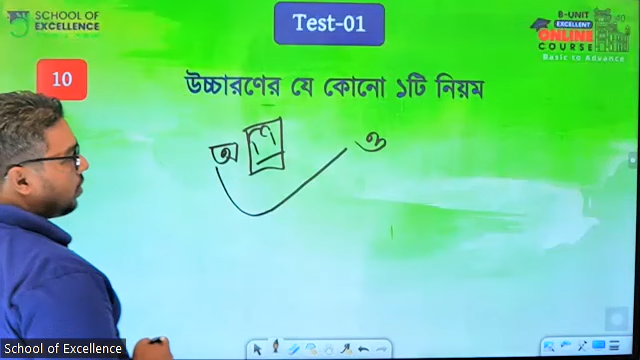 SCHOOL OF
EXCELLENCE
Test-01
B-UNIT
EXCELLENT
ONLINE
COURSE
Basic to Advance
10
উচ্চারণের যে কোনো ১টি নিয়ম
অ ও
School of Excellence